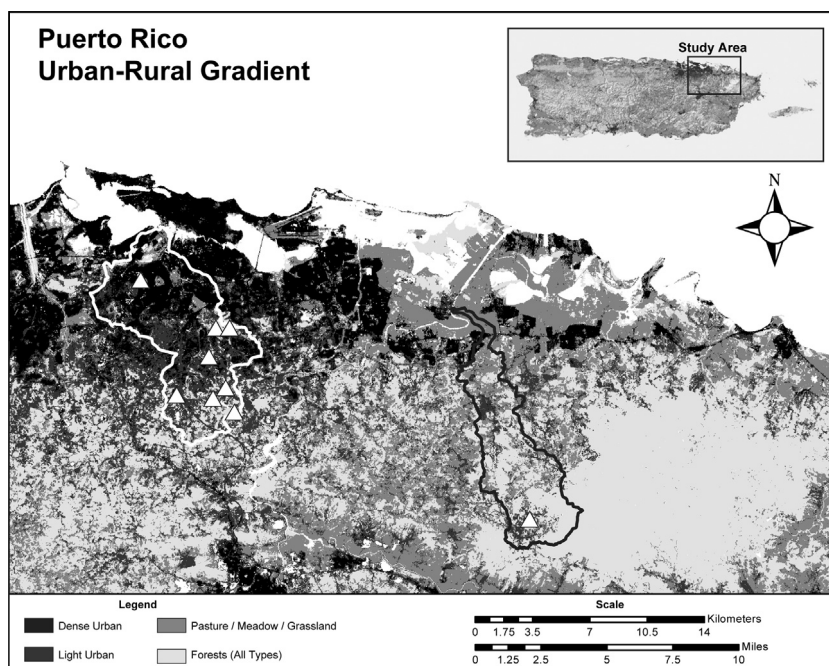 Puerto Rico
Urban-Rural Gradient
Study Area
N
Legend
Dense Urban
Pasture / Meadow / Grassland
Light Urban
Forests (All Types)
Scale
Kilometers
0 1.75 3.5 7 10.5 14
Miles
0 1.25 2.5 5 7.5 10